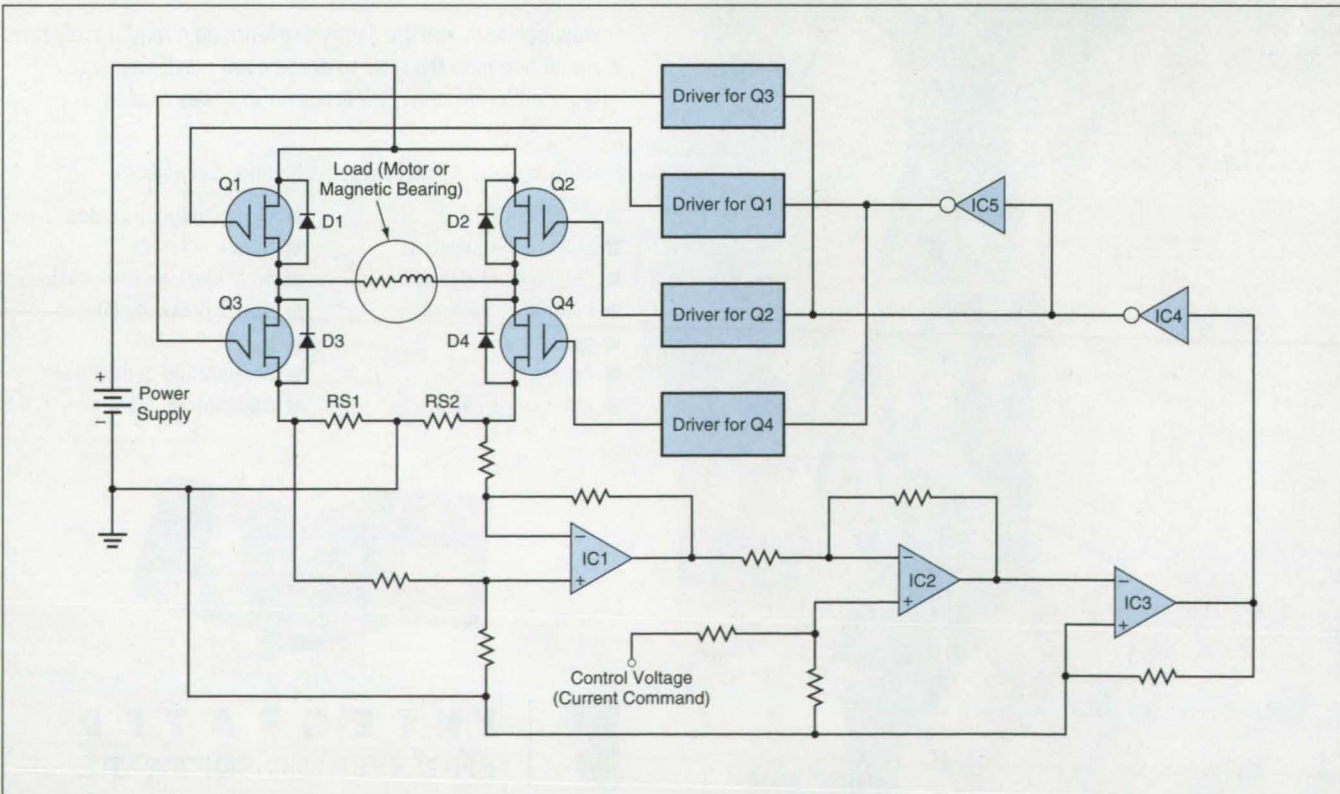 Driver for Q3
Load (Motor or
Magnetic Bearing)
Q1
Q2
D1
D2
Driver for Q1
IC5
Q3
Q4
D3
D4
Driver for Q2
IC4
+
Power
Supply
−
RS1
RS2
Driver for Q4
−
IC1
+
−
IC2
+
−
IC3
+
Control Voltage
(Current Command)